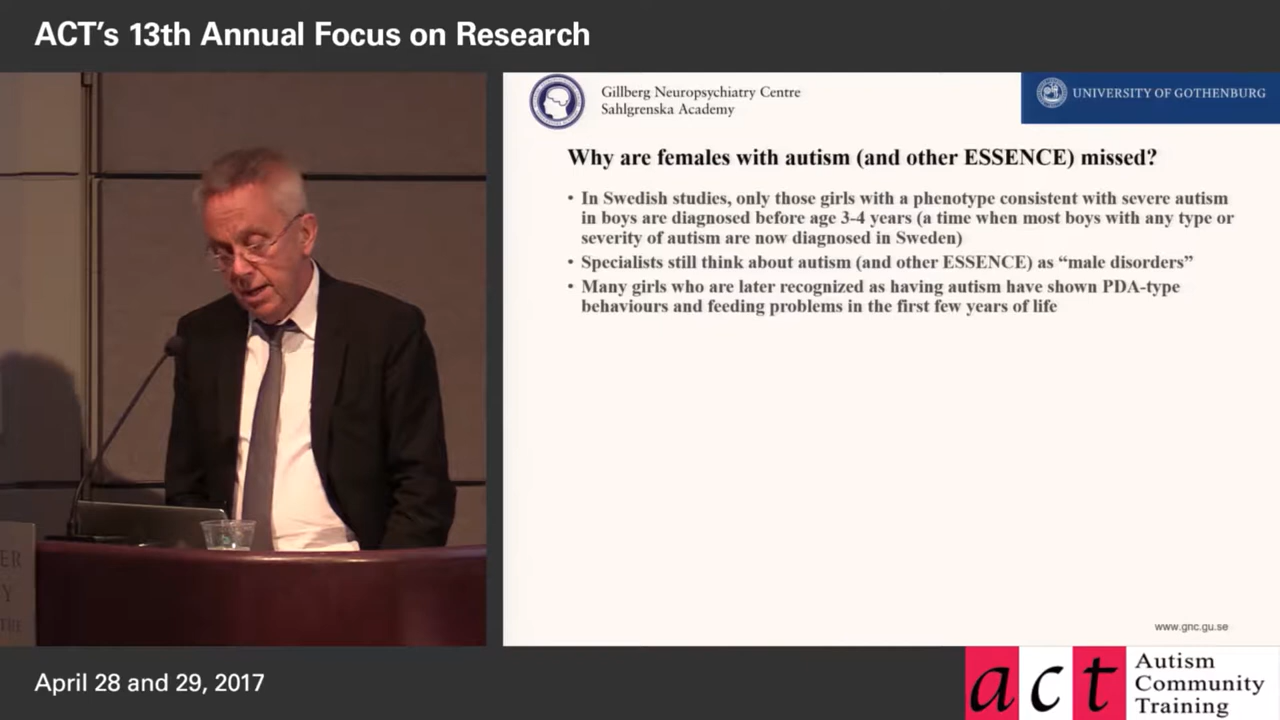 ACT's 13th Annual Focus on Research
Gillberg Neuropsychiatry Centre
Sahlgrenska Academy
UNIVERSITY OF GOTHENBURG
Why are females with autism (and other ESSENCE) missed?
• In Swedish studies, only those girls with a phenotype consistent with severe autism
in boys are diagnosed before age 3-4 years (a time when most boys with any type or
severity of autism are now diagnosed in Sweden)
• Specialists still think about autism (and other ESSENCE) as “male disorders”
• Many girls who are later recognized as having autism have shown PDA-type
behaviours and feeding problems in the first few years of life
www.gnc.gu.se
ER
Y
TRE
April 28 and 29, 2017
act
Autism
Community
Training